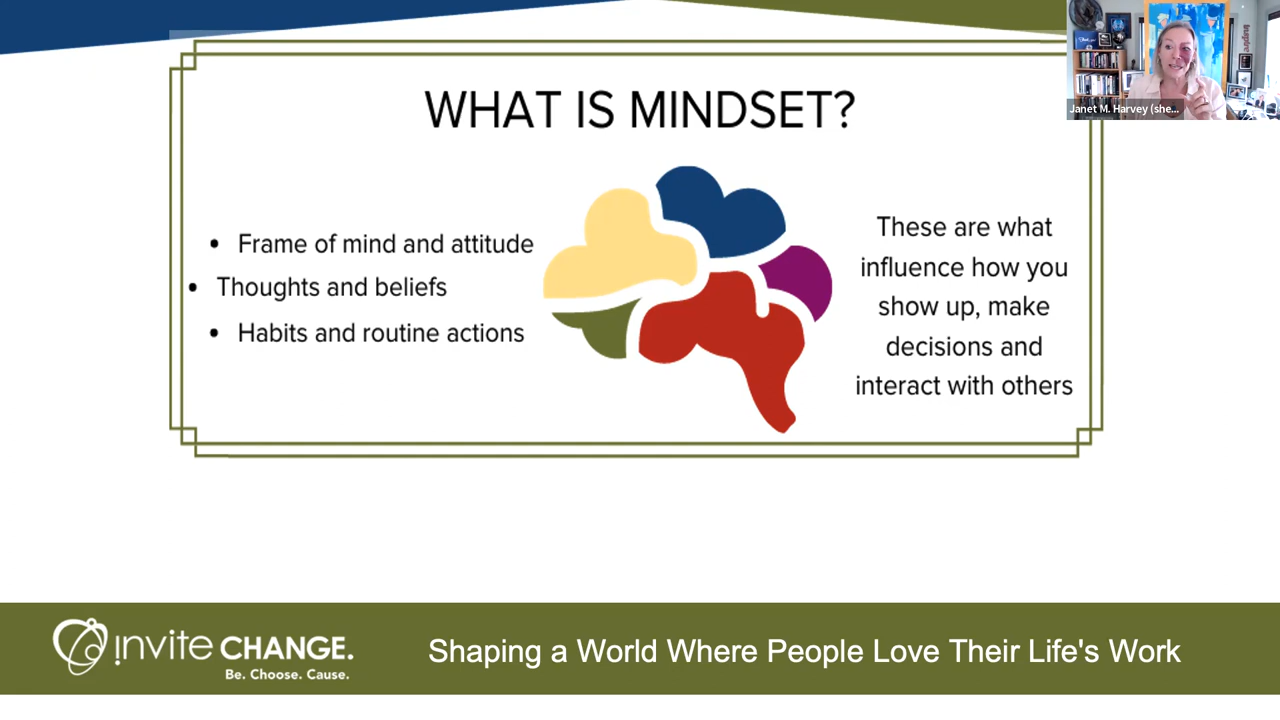 WHAT IS MINDSET?
• Frame of mind and attitude
• Thoughts and beliefs
• Habits and routine actions
These are what
influence how you
show up, make
decisions and
interact with others
Janet M. Harvey (she...
invite CHANGE.
Be. Choose. Cause.
Shaping a World Where People Love Their Life's Work